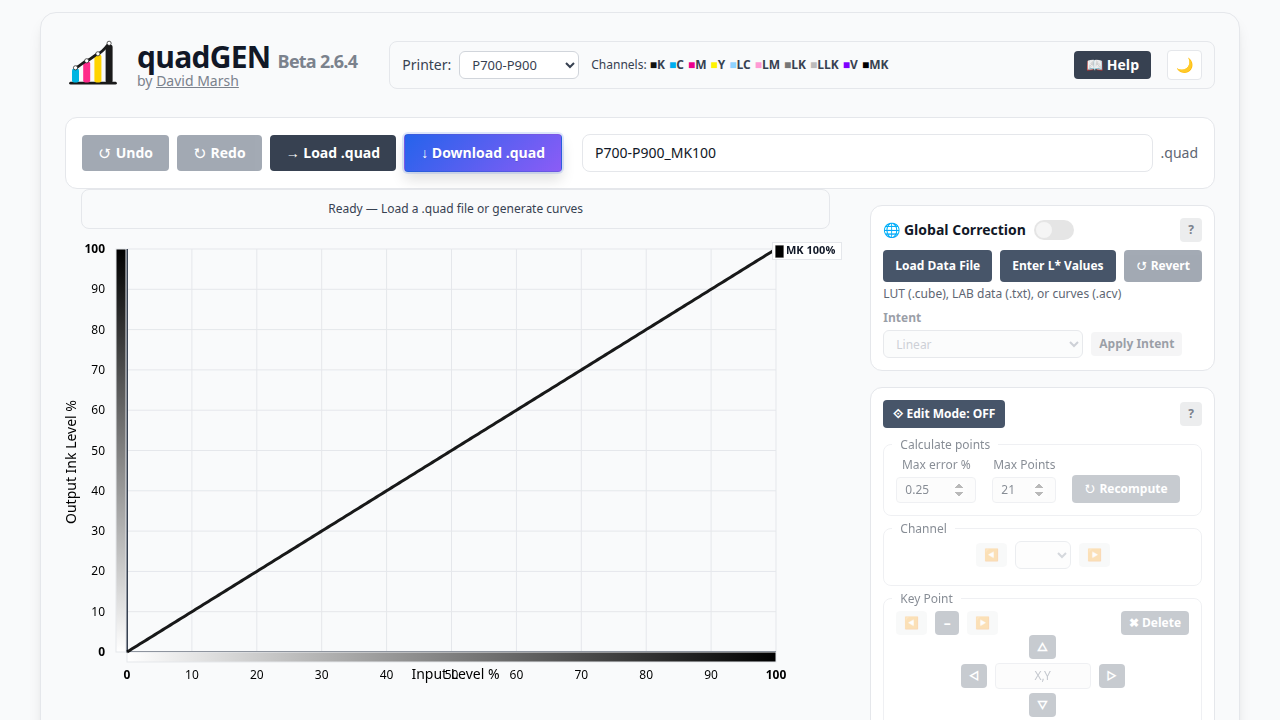 quadGEN Beta 2.6.4
by David Marsh
Printer: P700-P900 Channels: K C M Y LC LM LK LLK V MK
📖 Help
🌙
↺ Undo ↻ Redo → Load .quad ↓ Download .quad P700-P900_MK100 .quad
Ready — Load a .quad file or generate curves
MK 100%
Output Ink Level %
100
90
80
70
60
50
40
30
20
10
0
0 10 20 30 40 50 60 70 80 90 100
Input Level %
🌐 Global Correction ?
Load Data File Enter L* Values ↺ Revert
LUT (.cube), LAB data (.txt), or curves (.acv)
Intent
Linear Apply Intent
⟐ Edit Mode: OFF ?
Calculate points
Max error % Max Points
0.25 21 ↻ Recompute
Channel
◀ ▶
Key Point
◀ − ▶ ✖ Delete
△
◁ X,Y ▷
▽